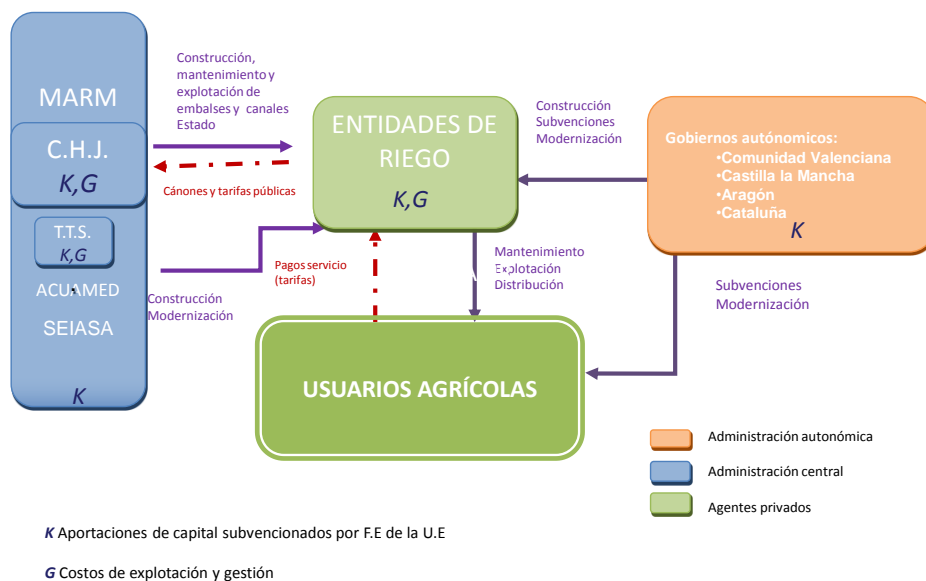 MARM
C.H.J.
K,G
T.T.S.
K,G
ACUAMED
SEIASA
K
Construcción,
mantenimiento y
explotación de
embalses y canales
Estado
Cánones y tarifas públicas
Construcción
Modernización
Pagos servicio
(tarifas)
ENTIDADES DE
RIEGO
K,G
Construcción
Subvenciones
Modernización
Gobiernos autónomicos:
•Comunidad Valenciana
•Castilla la Mancha
•Aragón
•Cataluña
K
Mantenimiento
Explotación
Distribución
Subvenciones
Modernización
USUARIOS AGRÍCOLAS
Administración autonómica
Administración central
Agentes privados
K Aportaciones de capital subvencionados por F.E de la U.E
G Costos de explotación y gestión